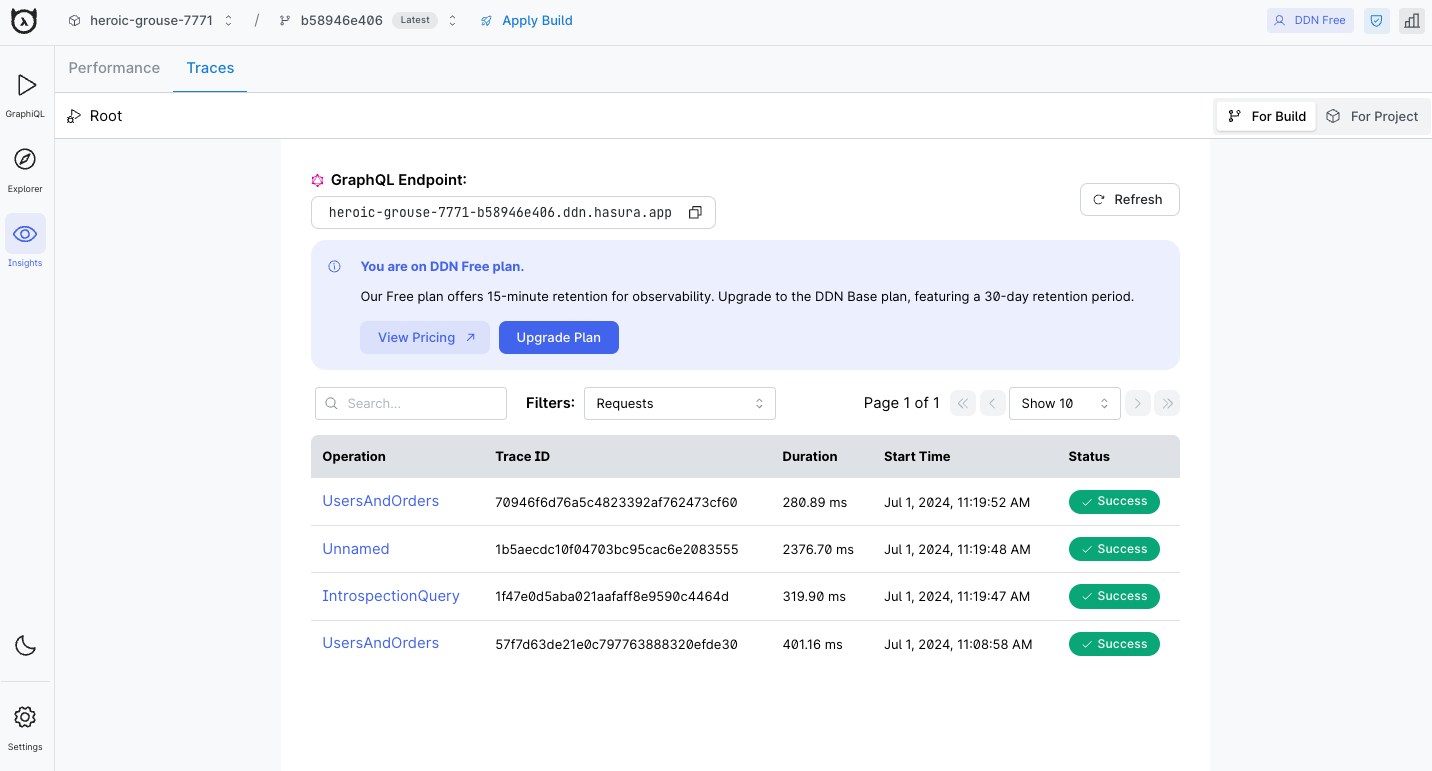 heroic-grouse-7771 / b58946e406 Latest Apply Build DDN Free
Performance Traces
Root For Build For Project
GraphiQL
Explorer
Insights
Settings
GraphQL Endpoint:
heroic-grouse-7771-b58946e406.ddn.hasura.app
Refresh
You are on DDN Free plan.
Our Free plan offers 15-minute retention for observability. Upgrade to the DDN Base plan, featuring a 30-day retention period.
View Pricing Upgrade Plan
Search... Filters: Requests Page 1 of 1 Show 10
Operation Trace ID Duration Start Time Status
UsersAndOrders 70946f6d76a5c4823392af762473cf60 280.89 ms Jul 1, 2024, 11:19:52 AM Success
Unnamed 1b5aecdc10f04703bc95cac6e2083555 2376.70 ms Jul 1, 2024, 11:19:48 AM Success
IntrospectionQuery 1f47e0d5aba021aafaff8e9590c4464d 319.90 ms Jul 1, 2024, 11:19:47 AM Success
UsersAndOrders 57f7d63de21e0c797763888320efde30 401.16 ms Jul 1, 2024, 11:08:58 AM Success